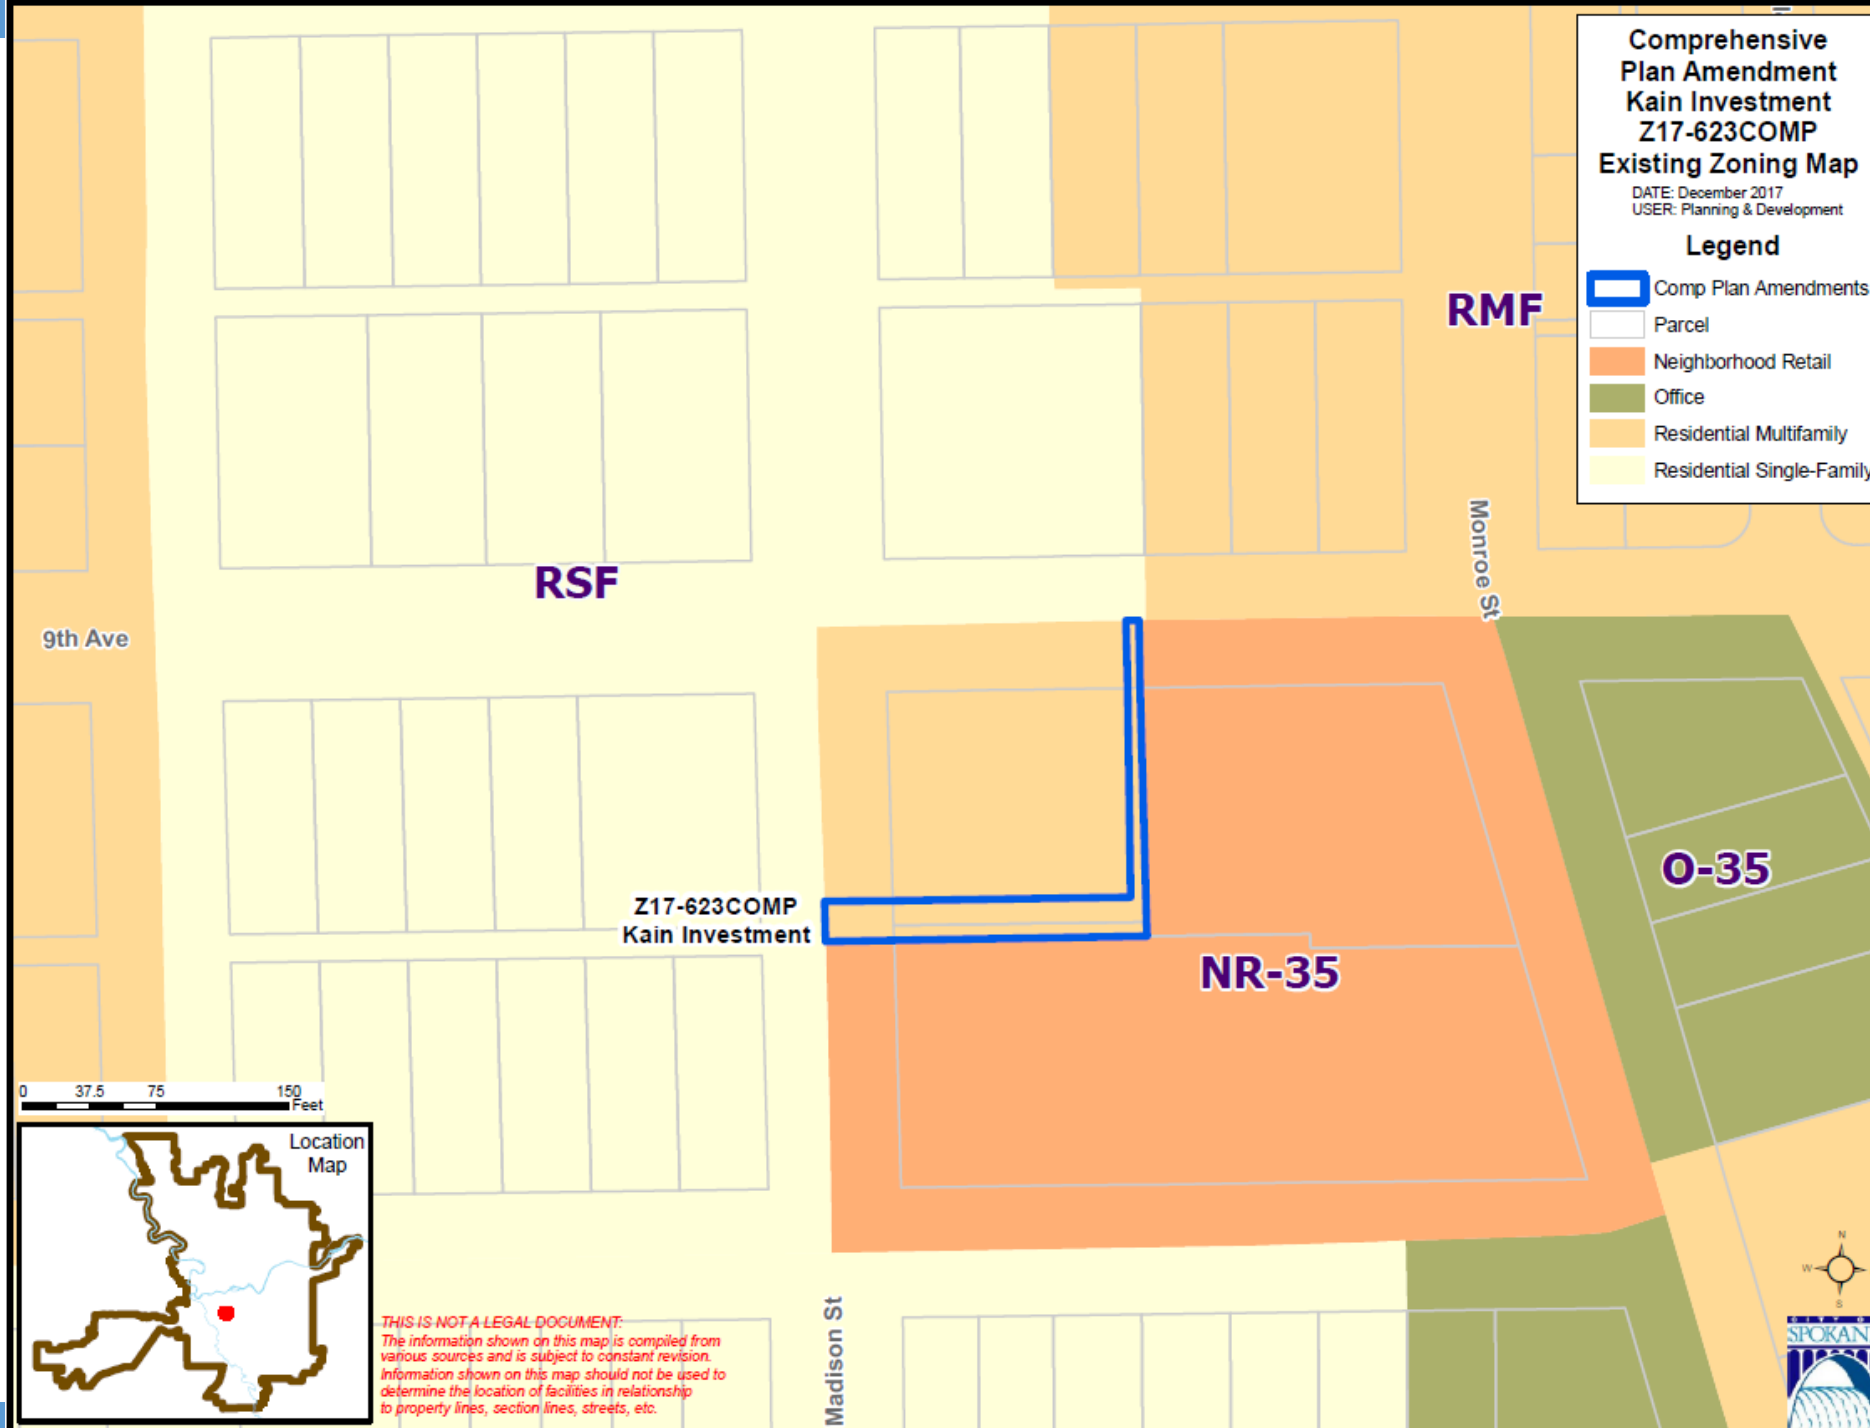 Comprehensive
Plan Amendment
Kain Investment
Z17-623COMP
Existing Zoning Map
DATE: December 2017
USER: Planning & Development
Legend
Comp Plan Amendments
Parcel
Neighborhood Retail
Office
Residential Multifamily
Residential Single-Family
RMF
Monroe St
RSF
9th Ave
O-35
Z17-623COMP
Kain Investment
NR-35
0 37.5 75 150
Feet
Location
Map
THIS IS NOT A LEGAL DOCUMENT:
The information shown on this map is compiled from
various sources and is subject to constant revision.
Information shown on this map should not be used to
determine the location of facilities in relationship
to property lines, section lines, streets, etc.
Madison St
N
W
S
CITY O
SPOKAN